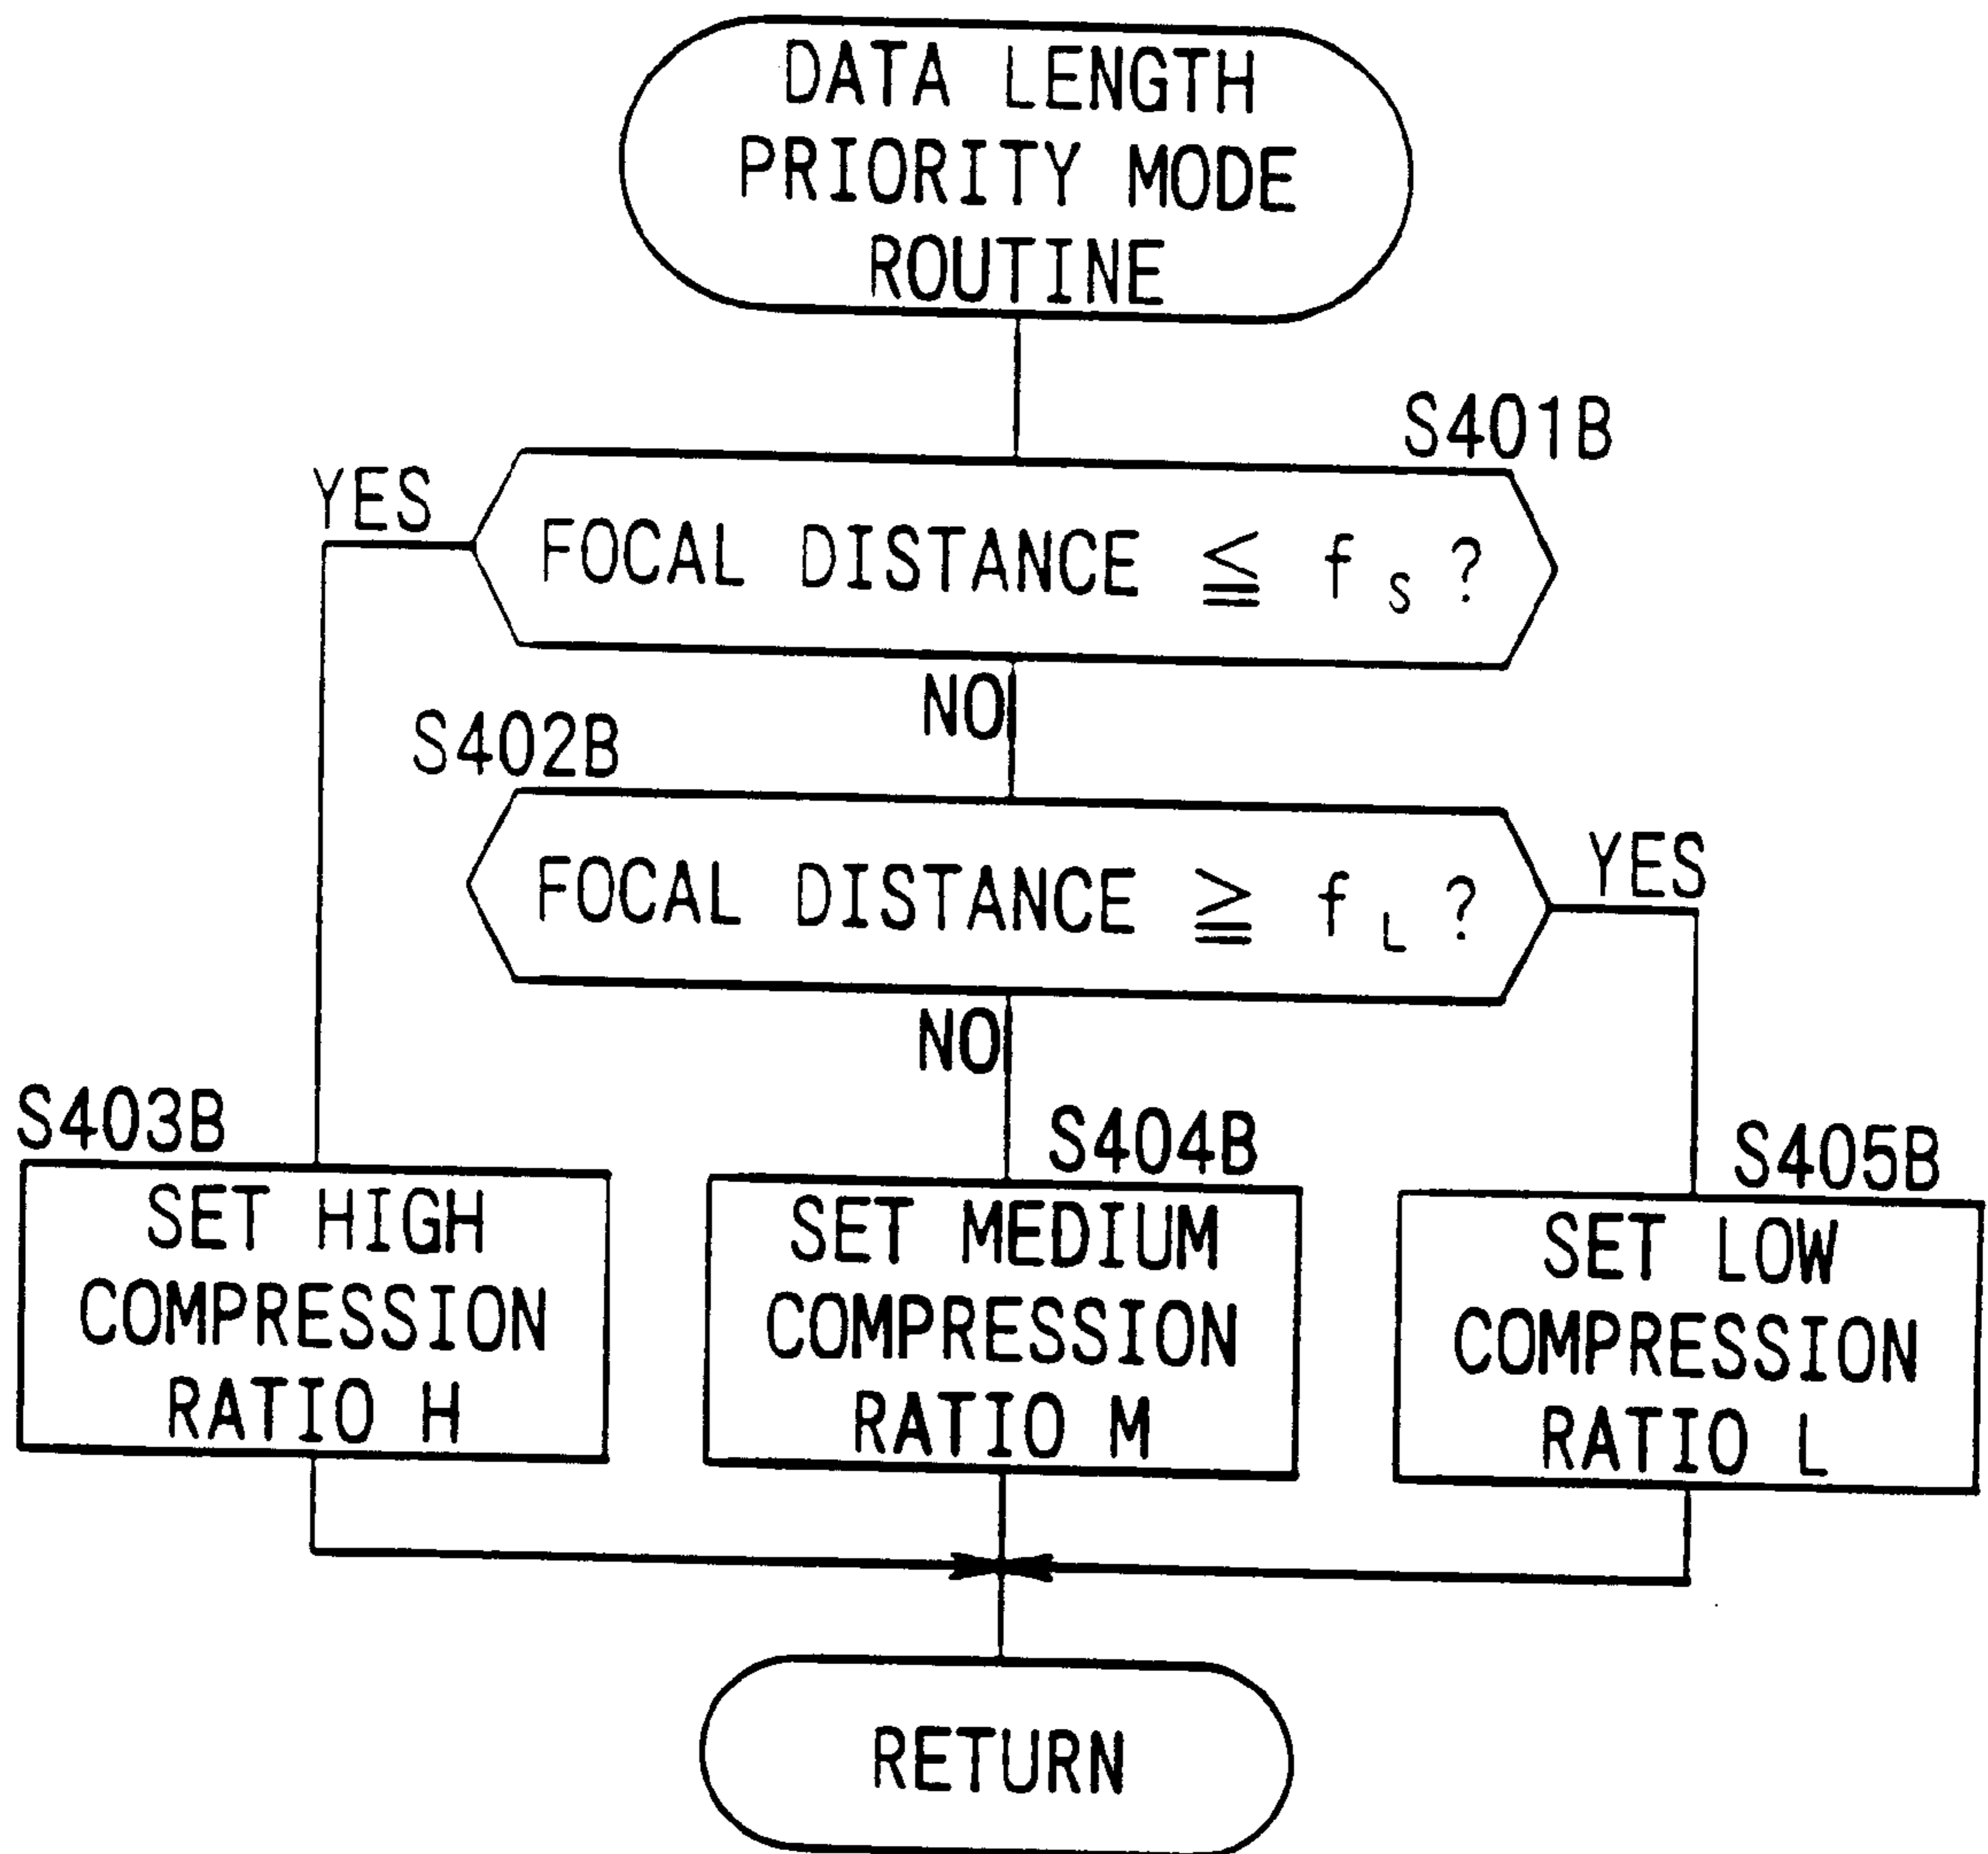 DATA LENGTH
PRIORITY MODE
ROUTINE
S401B
YES
FOCAL DISTANCE ≦ fS ?
NO
S402B
FOCAL DISTANCE ≧ fL ?
YES
NO
S403B
SET HIGH
COMPRESSION
RATIO H
S404B
SET MEDIUM
COMPRESSION
RATIO M
S405B
SET LOW
COMPRESSION
RATIO L
RETURN